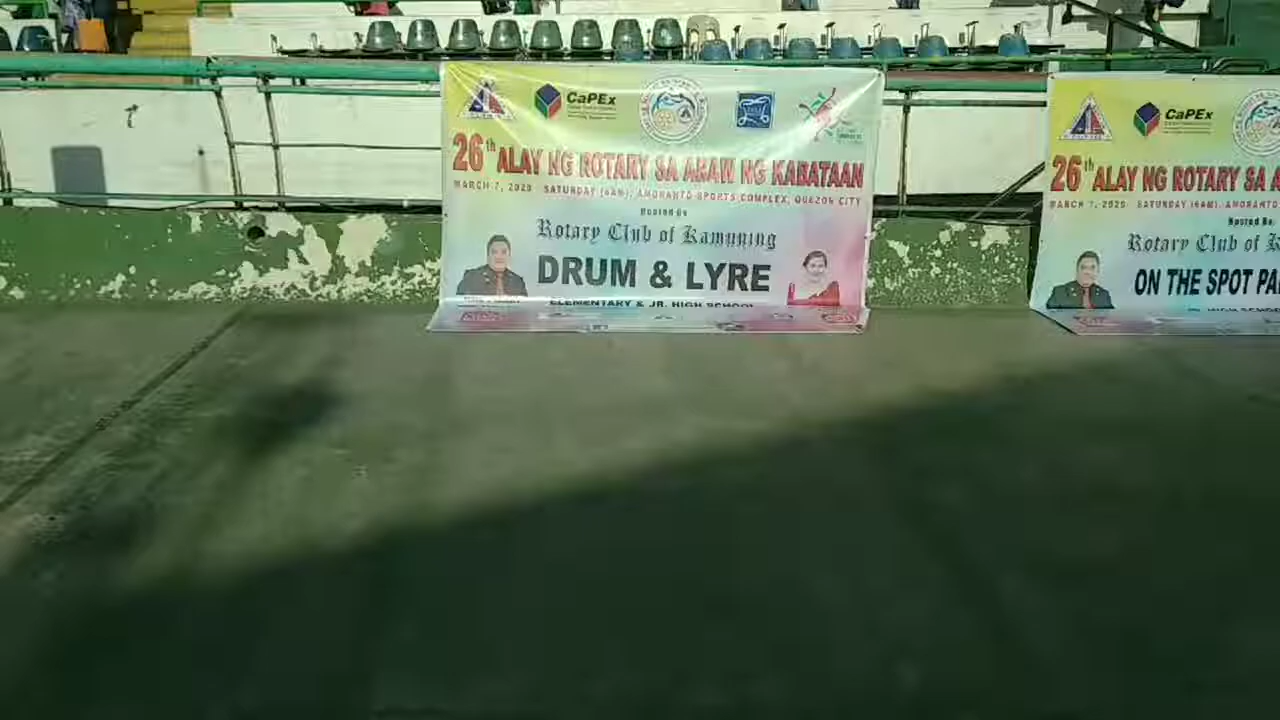 CaPEx
26th ALAY NG ROTARY SA ARAW NG KABATAAN
MARCH 7, 2020 SATURDAY (6AM), AMORANTO SPORTS COMPLEX, QUEZON CITY
Hosted By
Rotary Club of Kamuning
DRUM & LYRE
ELEMENTARY & JR. HIGH SCHOOL
CaPEx
26th ALAY NG ROTARY SA A
MARCH 7, 2020 SATURDAY (6AM), AMORANTO
Hosted By
Rotary Club of K
ON THE SPOT PA